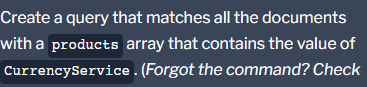 Create a query that matches all the documents
with a products array that contains the value of
CurrencyService. (Forgot the command? Check